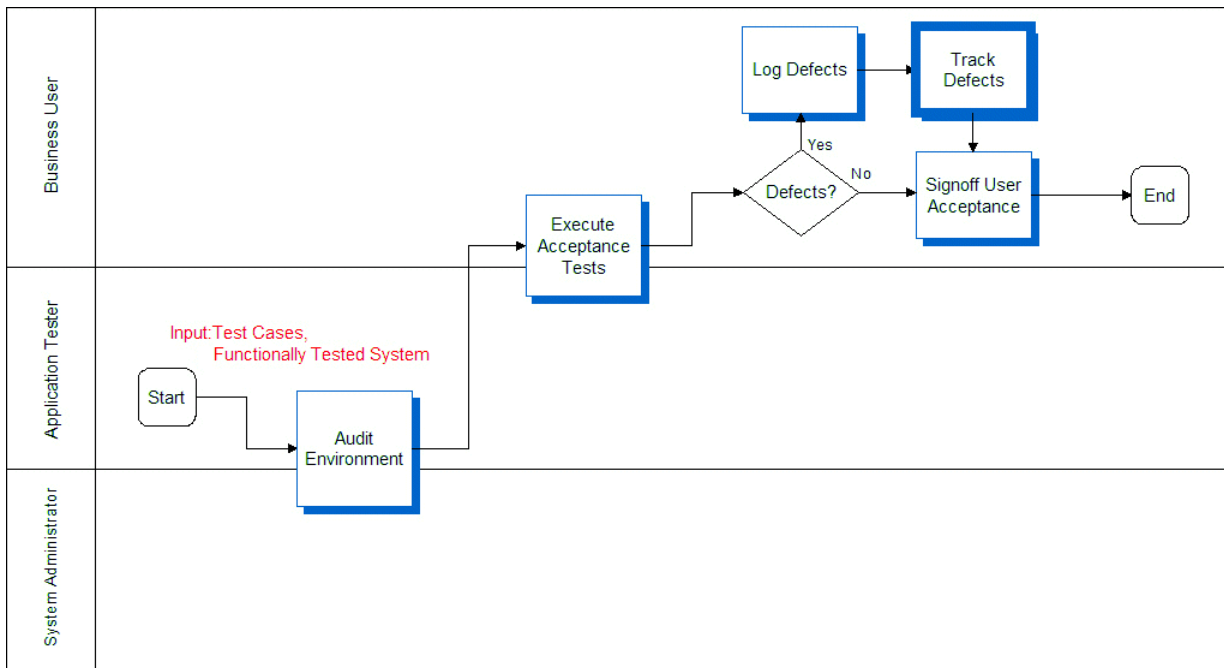 Business User
Log Defects
Track
Defects
Yes
Defects?
No
Signoff User
Acceptance
End
Execute
Acceptance
Tests
Application Tester
Input:Test Cases,
Functionally Tested System
Start
Audit
Environment
System Administrator